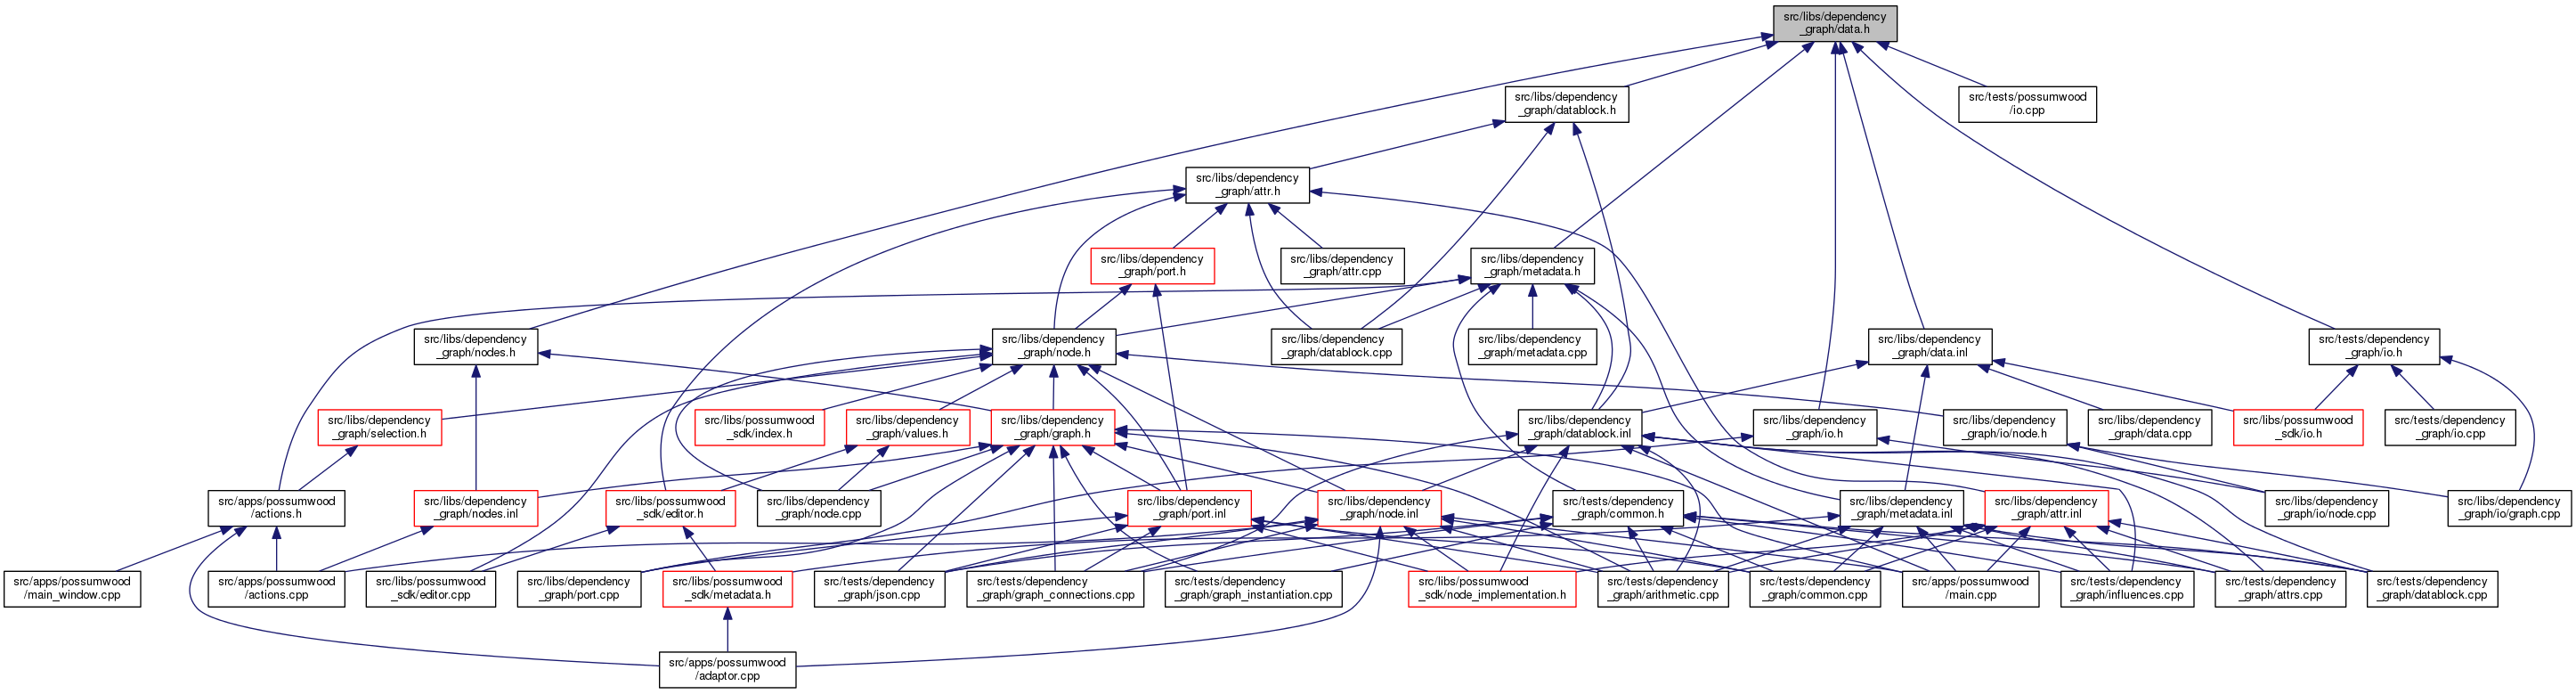 src/libs/dependency
_graph/data.h
src/libs/dependency
_graph/datablock.h
src/tests/possumwood
/io.cpp
src/libs/dependency
_graph/attr.h
src/libs/dependency
_graph/port.h
src/libs/dependency
_graph/attr.cpp
src/libs/dependency
_graph/metadata.h
src/libs/dependency
_graph/nodes.h
src/libs/dependency
_graph/node.h
src/libs/dependency
_graph/datablock.cpp
src/libs/dependency
_graph/metadata.cpp
src/libs/dependency
_graph/data.inl
src/tests/dependency
_graph/io.h
src/libs/dependency
_graph/selection.h
src/libs/possumwood
_sdk/index.h
src/libs/dependency
_graph/values.h
src/libs/dependency
_graph/graph.h
src/libs/dependency
_graph/datablock.inl
src/libs/dependency
_graph/io.h
src/libs/dependency
_graph/io/node.h
src/libs/dependency
_graph/data.cpp
src/libs/possumwood
_sdk/io.h
src/tests/dependency
_graph/io.cpp
src/apps/possumwood
/actions.h
src/libs/dependency
_graph/nodes.inl
src/libs/possumwood
_sdk/editor.h
src/libs/dependency
_graph/node.cpp
src/libs/dependency
_graph/port.inl
src/libs/dependency
_graph/node.inl
src/tests/dependency
_graph/common.h
src/libs/dependency
_graph/metadata.inl
src/libs/dependency
_graph/attr.inl
src/libs/dependency
_graph/io/node.cpp
src/libs/dependency
_graph/io/graph.cpp
src/apps/possumwood
/main_window.cpp
src/apps/possumwood
/actions.cpp
src/libs/possumwood
_sdk/editor.cpp
src/libs/dependency
_graph/port.cpp
src/libs/possumwood
_sdk/metadata.h
src/tests/dependency
_graph/json.cpp
src/tests/dependency
_graph/graph_connections.cpp
src/tests/dependency
_graph/graph_instantiation.cpp
src/libs/possumwood
_sdk/node_implementation.h
src/tests/dependency
_graph/arithmetic.cpp
src/tests/dependency
_graph/common.cpp
src/apps/possumwood
/main.cpp
src/tests/dependency
_graph/influences.cpp
src/tests/dependency
_graph/attrs.cpp
src/tests/dependency
_graph/datablock.cpp
src/apps/possumwood
/adaptor.cpp